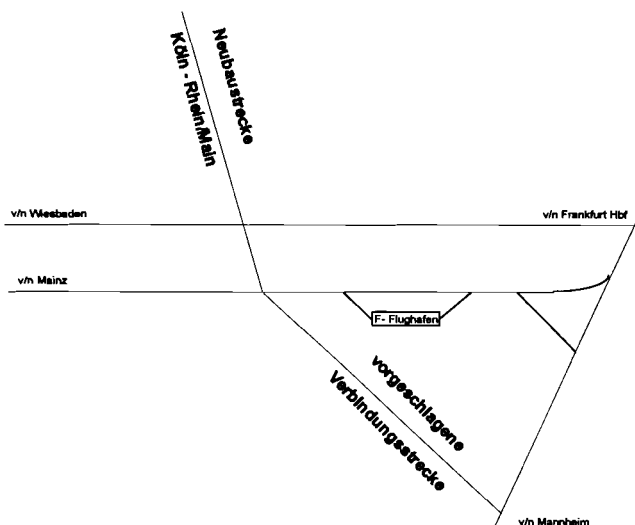 Neubaustrecke
Köln - Rhein/Main
v/n Wiesbaden
v/n Frankfurt Hbf
v/n Mainz
F- Flughafen
vorgeschlagene
Verbindungsstrecke
v/n Mannheim